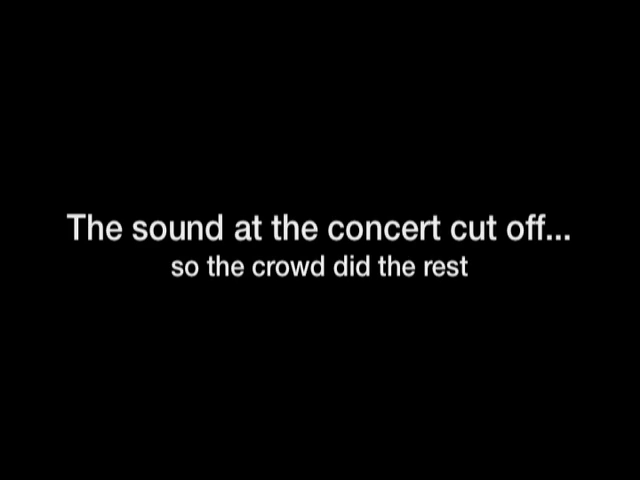 The sound at the concert cut off...
so the crowd did the rest